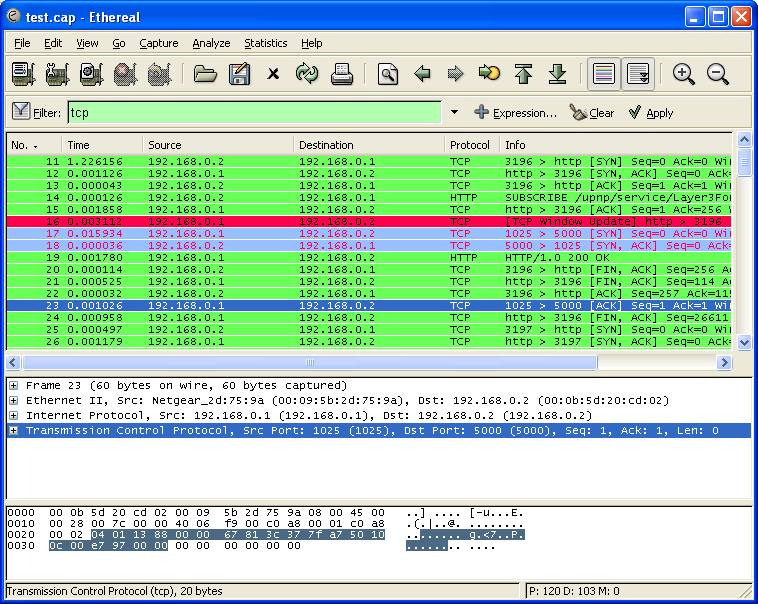 test.cap - Ethereal
File Edit View Go Capture Analyze Statistics Help
Filter: tcp Expression... Clear Apply
No. Time Source Destination Protocol Info
11 1.226156 192.168.0.2 192.168.0.1 TCP 3196 > http [SYN] Seq=0 Ack=0 Wi
12 0.001126 192.168.0.1 192.168.0.2 TCP http > 3196 [SYN, ACK] Seq=0 Ac
13 0.000043 192.168.0.2 192.168.0.1 TCP 3196 > http [ACK] Seq=1 Ack=1 W
14 0.000126 192.168.0.2 192.168.0.1 HTTP SUBSCRIBE /upnp/service/Layer3Fo
15 0.001858 192.168.0.1 192.168.0.2 TCP http > 3196 [ACK] Seq=1 Ack=256
16 0.003112 192.168.0.1 192.168.0.2 TCP [TCP Window Update] http > 3196
17 0.015934 192.168.0.1 192.168.0.2 TCP 1025 > 5000 [SYN] Seq=0 Ack=0 Wi
18 0.000036 192.168.0.2 192.168.0.1 TCP 5000 > 1025 [SYN, ACK] Seq=0 Ack
19 0.001780 192.168.0.1 192.168.0.2 HTTP HTTP/1.0 200 OK
20 0.000114 192.168.0.2 192.168.0.1 TCP 3196 > http [FIN, ACK] Seq=256 A
21 0.000525 192.168.0.1 192.168.0.2 TCP http > 3196 [FIN, ACK] Seq=114 A
22 0.000032 192.168.0.2 192.168.0.1 TCP 3196 > http [ACK] Seq=257 Ack=11
23 0.001026 192.168.0.1 192.168.0.2 TCP 1025 > 5000 [ACK] Seq=1 Ack=1 Wi
24 0.000958 192.168.0.1 192.168.0.2 TCP http > 3196 [FIN, ACK] Seq=26611
25 0.000497 192.168.0.2 192.168.0.1 TCP 3197 > http [SYN] Seq=0 Ack=0 Wi
26 0.001179 192.168.0.1 192.168.0.2 TCP http > 3197 [SYN, ACK] Seq=0 Ac
Frame 23 (60 bytes on wire, 60 bytes captured)
Ethernet II, Src: Netgear_2d:75:9a (00:09:5b:2d:75:9a), Dst: 192.168.0.2 (00:0b:5d:20:cd:02)
Internet Protocol, Src: 192.168.0.1 (192.168.0.1), Dst: 192.168.0.2 (192.168.0.2)
Transmission Control Protocol, Src Port: 1025 (1025), Dst Port: 5000 (5000), Seq: 1, Ack: 1, Len: 0
0000 00 0b 5d 20 cd 02 00 09 5b 2d 75 9a 08 00 45 00 ..] .... [-u...E.
0010 00 28 00 7c 00 00 40 06 f9 00 c0 a8 00 01 c0 a8 .(.|..@. ........
0020 00 02 04 01 13 88 00 00 67 81 3c 37 7f a7 50 10 ........ g.<7..P.
0030 0c 00 e7 97 00 00 00 00 00 00 00 00 ........ ....
Transmission Control Protocol (tcp), 20 bytes P: 120 D: 103 M: 0